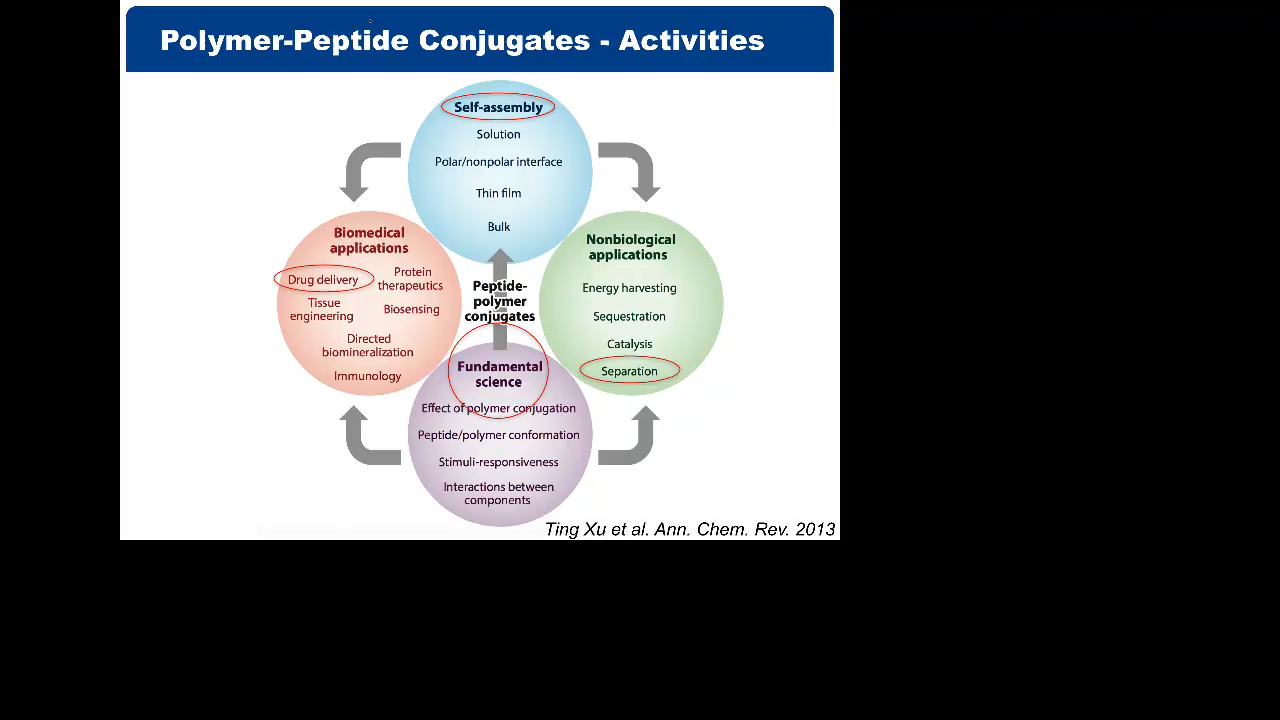 Polymer-Peptide Conjugates - Activities
Self-assembly
Solution
Polar/nonpolar interface
Thin film
Bulk
Biomedical
applications
Drug delivery
Protein
therapeutics
Tissue
engineering
Biosensing
Directed
biomineralization
Immunology
Peptide-
polymer
conjugates
Nonbiological
applications
Energy harvesting
Sequestration
Catalysis
Separation
Fundamental
science
Effect of polymer conjugation
Peptide/polymer conformation
Stimuli-responsiveness
Interactions between
components
Ting Xu et al. Ann. Chem. Rev. 2013